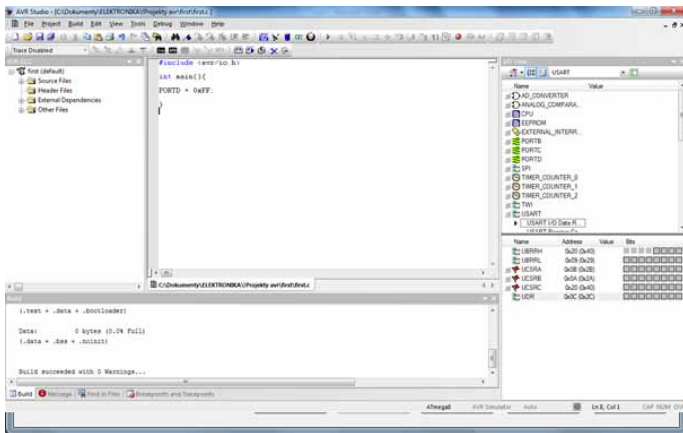 AVR Studio - [C:\Dokumenty\ELEKTRONIKA\Projekty avr\first\first.c]
File Project Build Edit View Tools Debug Window Help
Trace Disabled
first (default)
Source Files
Header Files
External Dependencies
Other Files
#include <avr/io.h>
int main(){
PORTD = 0xFF;
}
C:\Dokumenty\ELEKTRONIKA\Projekty avr\first\first.c
USART
Name Value
AD_CONVERTER
ANALOG_COMPARA...
CPU
EEPROM
EXTERNAL_INTERR...
PORTB
PORTC
PORTD
SPI
TIMER_COUNTER_0
TIMER_COUNTER_1
TIMER_COUNTER_2
TWI
USART
USART I/O Data R...
Name Address Value Bits
UBRRH 0x20 (0x40)
UBRRL 0x09 (0x29)
UCSRA 0x0B (0x2B)
UCSRB 0x0A (0x2A)
UCSRC 0x20 (0x40)
UDR 0x0C (0x2C)
Build
(.text + .data + .bootloader)
Data: 0 bytes (0.0% Full)
(.data + .bss + .noinit)
Build succeeded with 0 Warnings...
Build Message Find in Files Breakpoints and Tracepoints
ATmega8 AVR Simulator Auto Ln 8, Col 1 CAP NUM OV